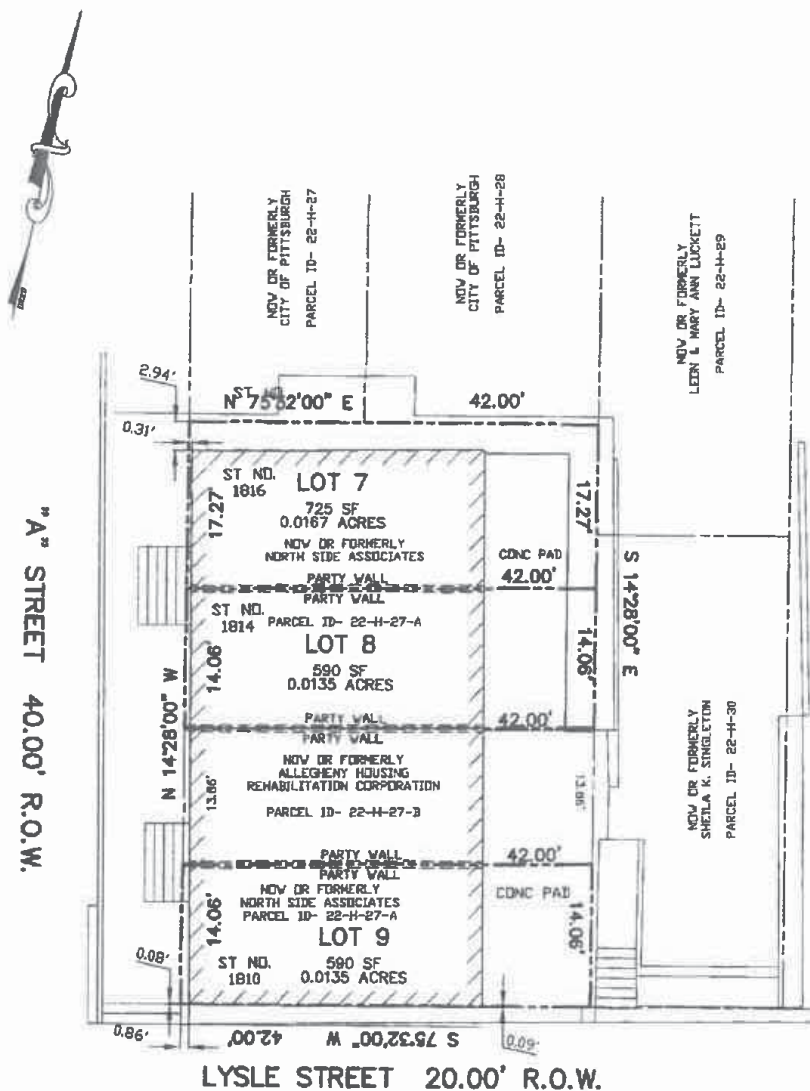 NOW OR FORMERLY
CITY OF PITTSBURGH
PARCEL ID- 22-H-27
NOW OR FORMERLY
CITY OF PITTSBURGH
PARCEL ID- 22-H-28
NOW OR FORMERLY
LEON & MARY ANN LUCKETT
PARCEL ID- 22-H-29
2.94'
N 75°32'00" E
42.00'
0.31'
ST NO.
1816
LOT 7
17.27'
17.27'
725 SF
0.0167 ACRES
NOW OR FORMERLY
NORTH SIDE ASSOCIATES
CONC PAD
PARTY WALL
42.00'
PARTY WALL
S 14°28'00" E
"A" STREET 40.00' R.O.W.
ST NO.
1814
PARCEL ID- 22-H-27-A
LOT 8
14.06'
14.06'
590 SF
0.0135 ACRES
PARTY WALL
42.00'
PARTY WALL
N 14°28'00" W
NOW OR FORMERLY
ALLEGHENY HOUSING
REHABILITATION CORPORATION
13.86'
13.86'
PARCEL ID- 22-H-27-B
NOW OR FORMERLY
SHEILA K. SINGLETON
PARCEL ID- 22-H-30
PARTY WALL
42.00'
PARTY WALL
NOW OR FORMERLY
NORTH SIDE ASSOCIATES
PARCEL ID- 22-H-27-A
CONC PAD
14.06'
14.06'
LOT 9
ST NO.
1810
590 SF
0.0135 ACRES
0.08'
0.86'
S 75°32'00" W 42.00'
0.09'
LYSLE STREET 20.00' R.O.W.